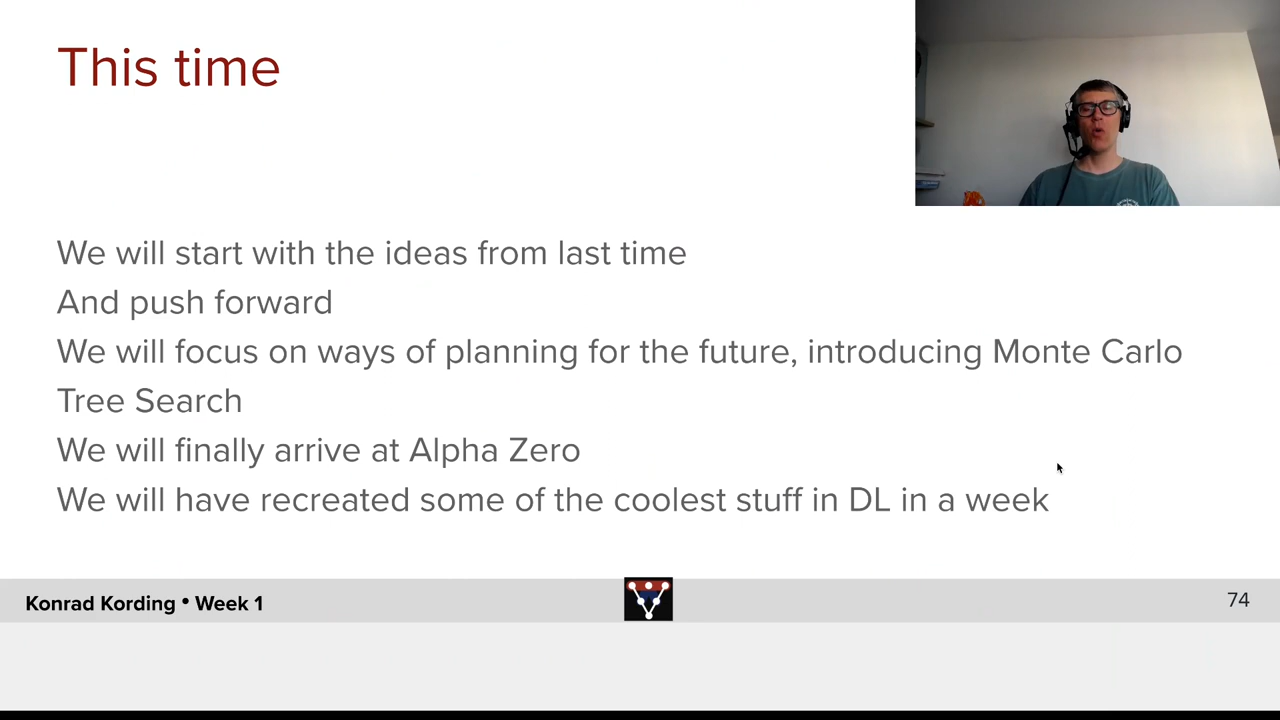 This time
We will start with the ideas from last time
And push forward
We will focus on ways of planning for the future, introducing Monte Carlo
Tree Search
We will finally arrive at Alpha Zero
We will have recreated some of the coolest stuff in DL in a week
Konrad Kording • Week 1
74